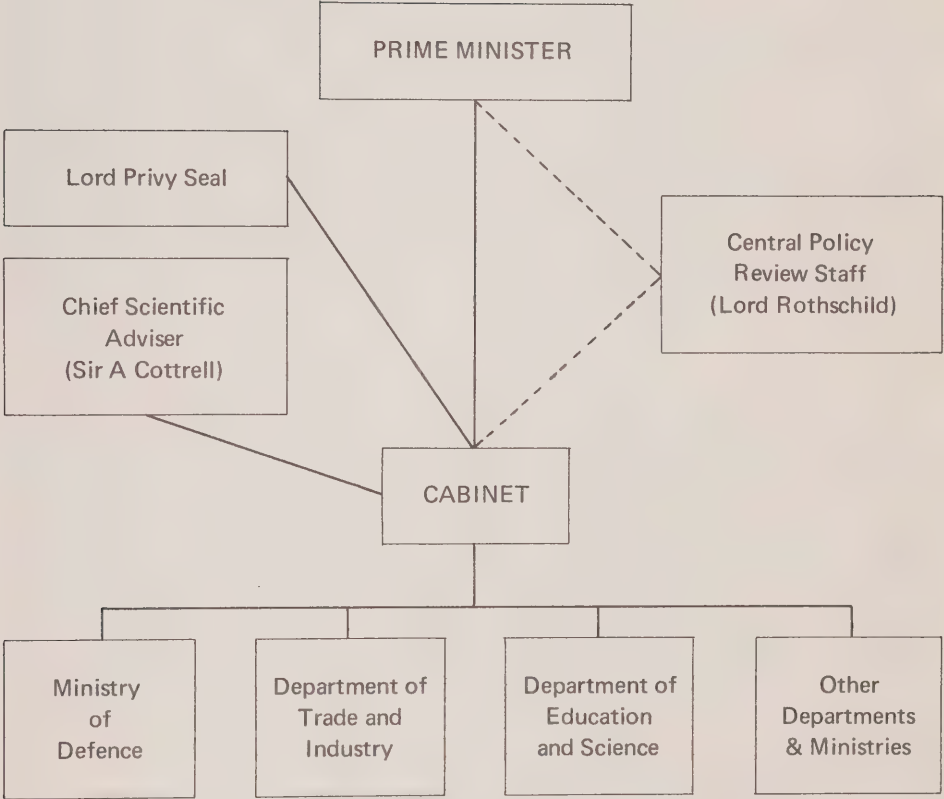 PRIME MINISTER
Lord Privy Seal
Chief Scientific
Adviser
(Sir A Cottrell)
Central Policy
Review Staff
(Lord Rothschild)
CABINET
Ministry
of
Defence
Department of
Trade and
Industry
Department of
Education
and Science
Other
Departments
& Ministries